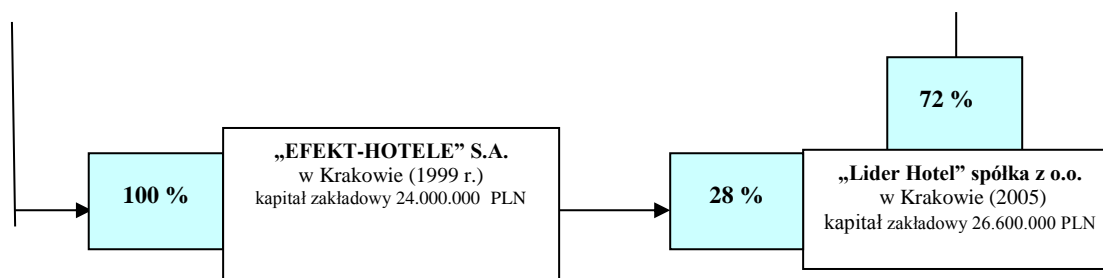 72 %
100 %
„EFEKT-HOTELE” S.A.
w Krakowie (1999 r.)
kapitał zakładowy 24.000.000 PLN
28 %
„Lider Hotel” spółka z o.o.
w Krakowie (2005)
kapitał zakładowy 26.600.000 PLN